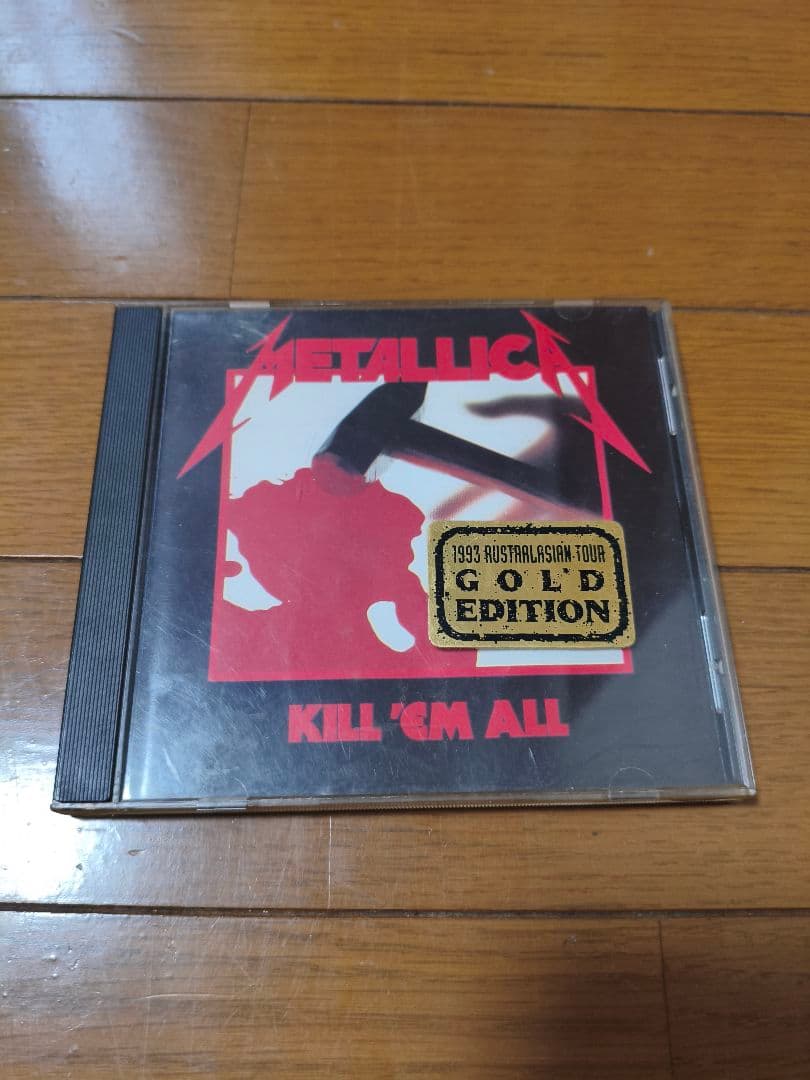 METALLICA
1993 AUSTRALASIAN TOUR
GOLD
EDITION
KILL 'EM ALL